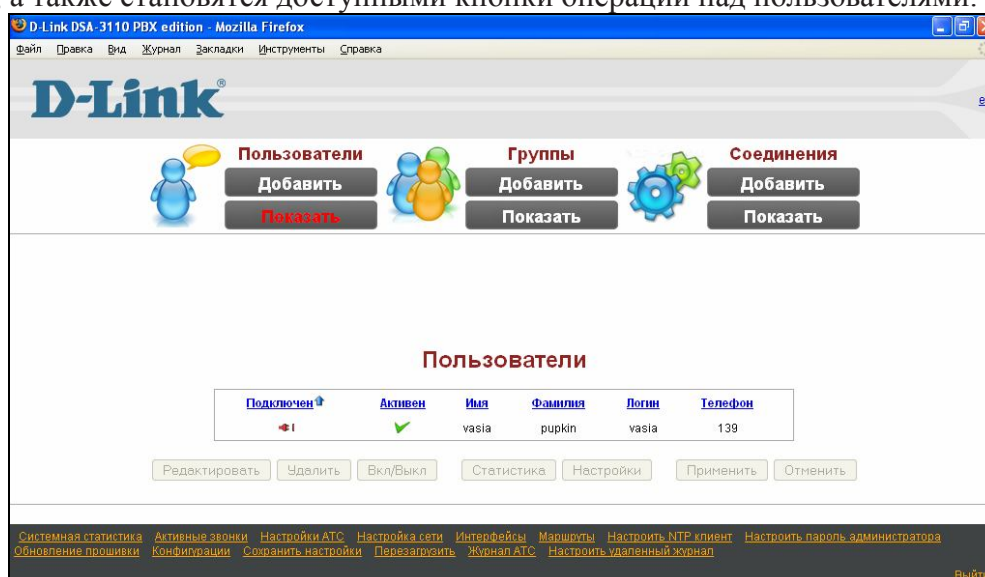 а также становятся доступными кнопки операций над пользователями.
D-Link DSA-3110 PBX edition - Mozilla Firefox
Файл Правка Вид Журнал Закладки Инструменты Справка
D-Link®
Пользователи Группы Соединения
Добавить Добавить Добавить
Показать Показать Показать
Пользователи
Подключен Активен Имя Фамилия Логин Телефон
vasia pupkin vasia 139
Редактировать Удалить Вкл/Выкл Статистика Настройки Применить Отменить
Системная статистика Активные звонки Настройки АТС Настройка сети Интерфейсы Маршруты Настроить NTP клиент Настроить пароль администратора
Обновление прошивки Конфигурации Сохранить настройки Перезагрузить Журнал АТС Настроить удаленный журнал